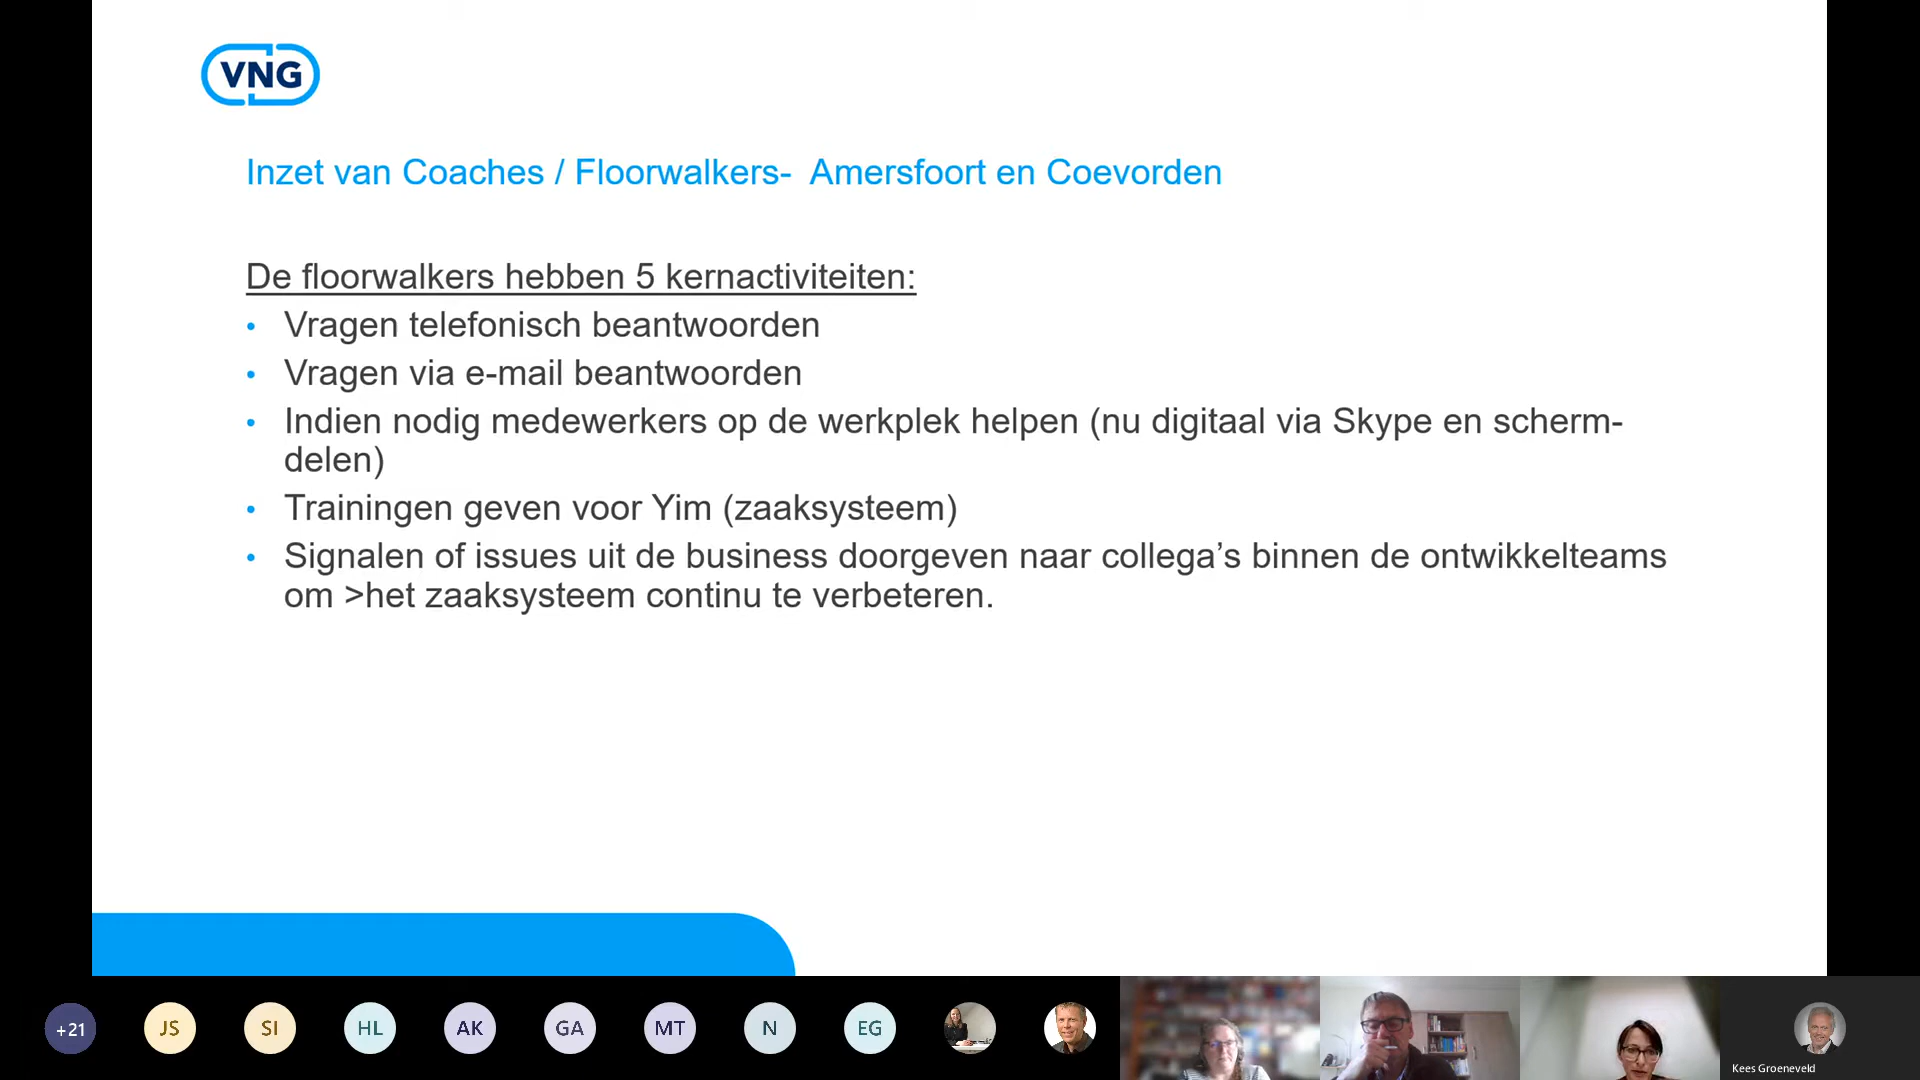 VNG
Inzet van Coaches / Floorwalkers-  Amersfoort en Coevorden
De floorwalkers hebben 5 kernactiviteiten:
• Vragen telefonisch beantwoorden
• Vragen via e-mail beantwoorden
• Indien nodig medewerkers op de werkplek helpen (nu digitaal via Skype en scherm-
delen)
• Trainingen geven voor Yim (zaaksysteem)
• Signalen of issues uit de business doorgeven naar collega’s binnen de ontwikkelteams
om >het zaaksysteem continu te verbeteren.
+21 JS SI HL AK GA MT N EG
Kees Groeneveld